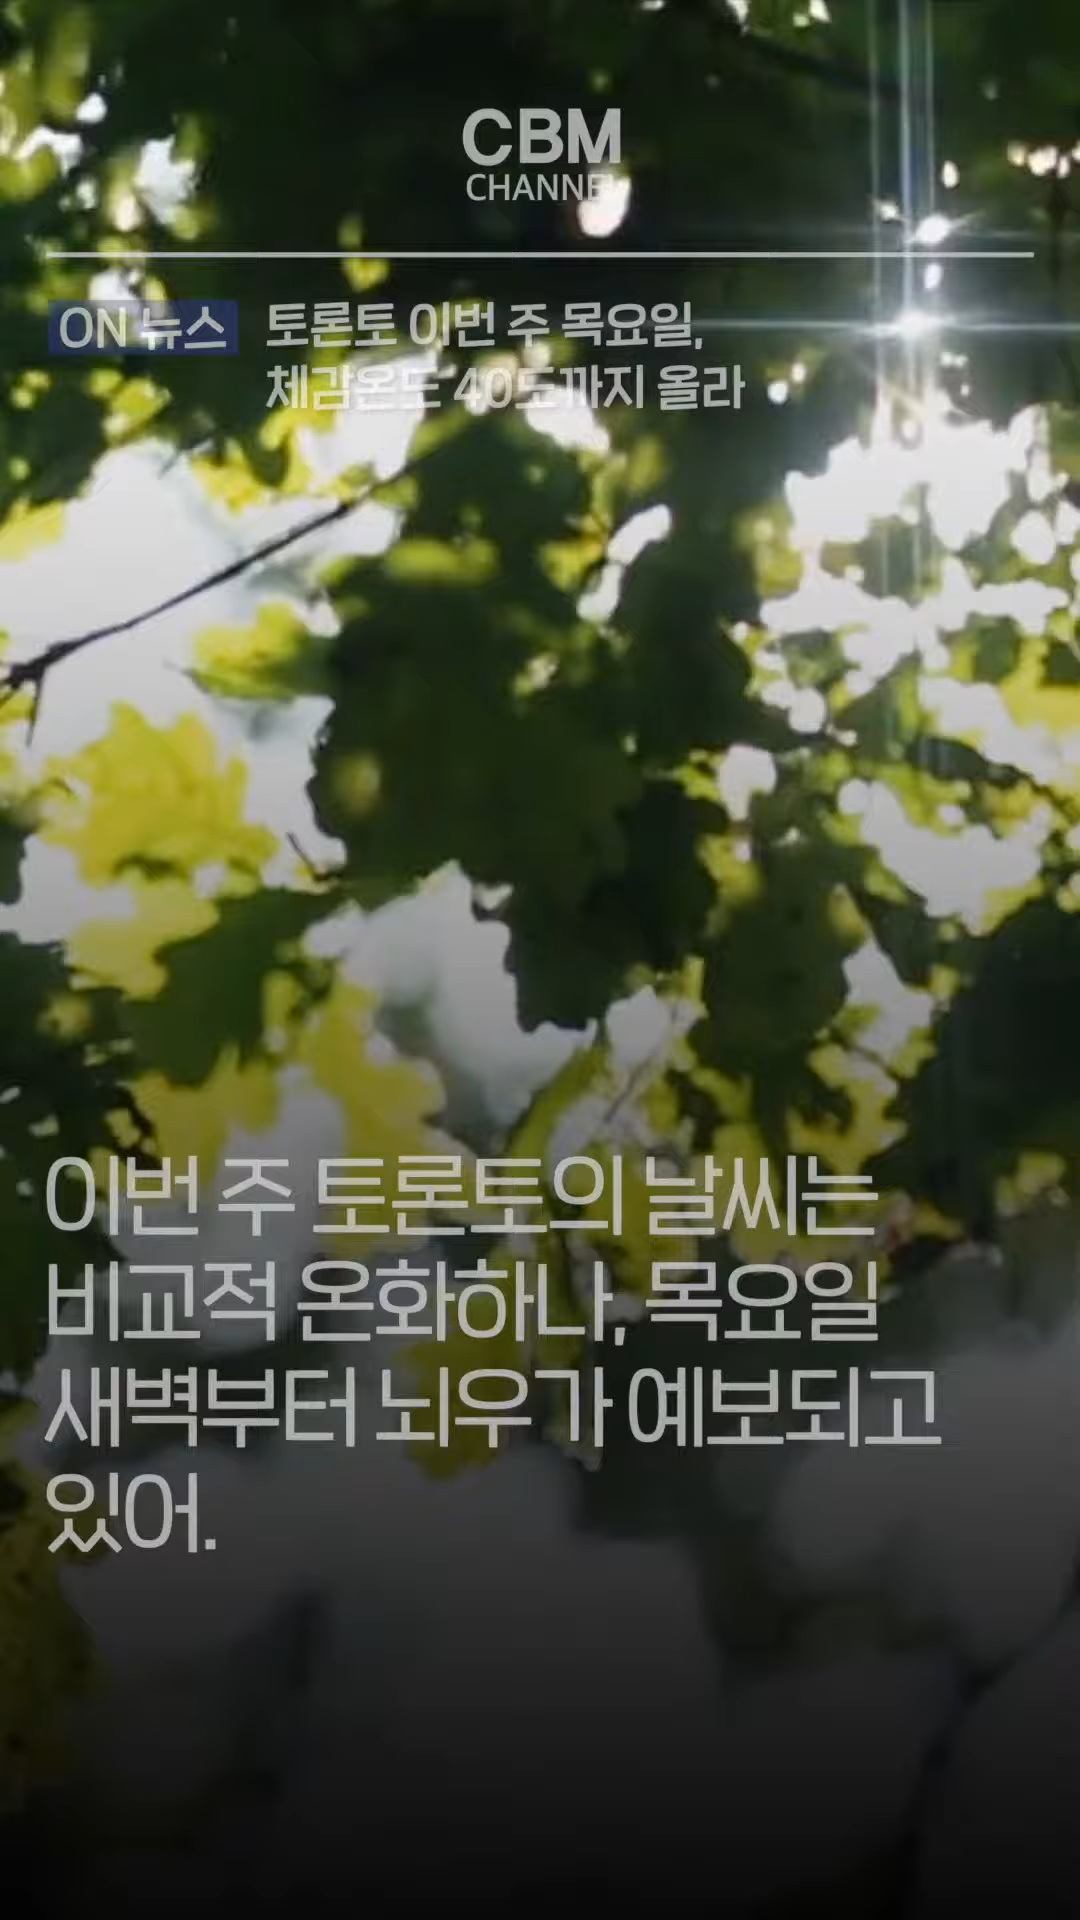 CBM
CHANNEL
ON 뉴스
토론토 이번 주 목요일,
체감온도 40도까지 올라
이번 주 토론토의 날씨는
비교적 온화하나, 목요일
새벽부터 뇌우가 예보되고
있어.